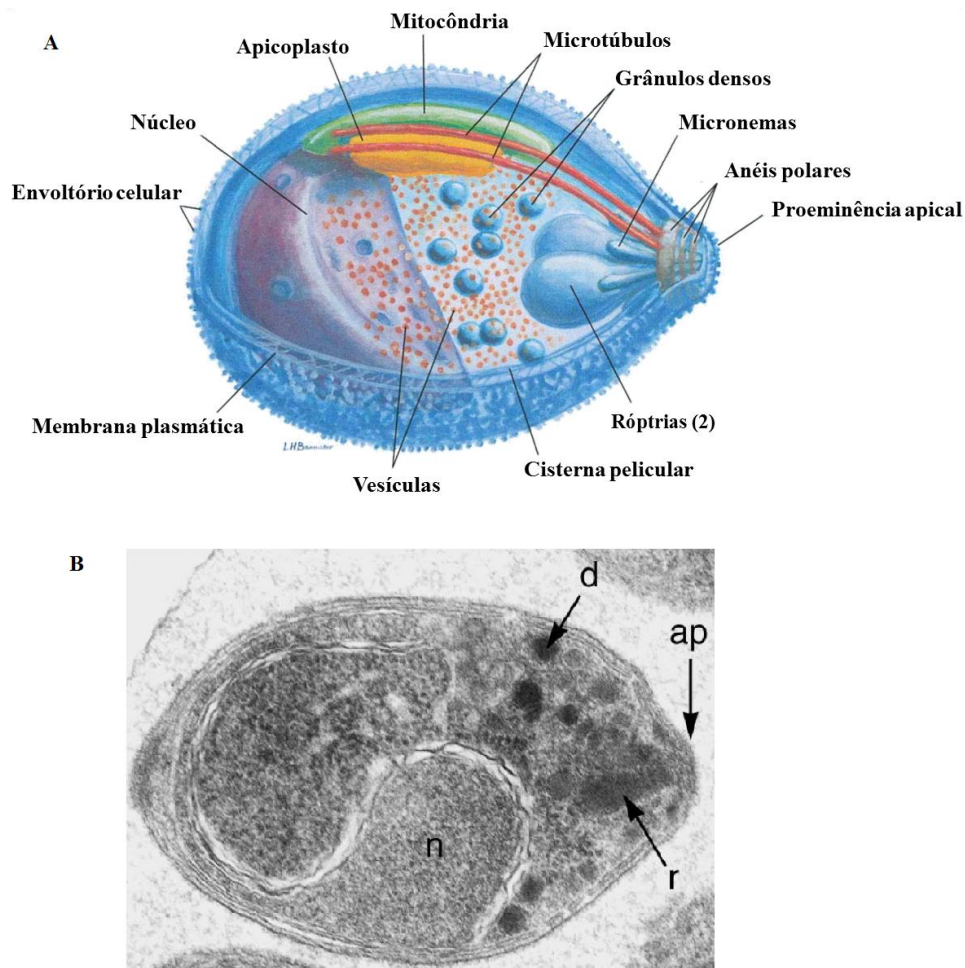 A
Mitocôndria
Apicoplasto
Microtúbulos
Grânulos densos
Núcleo
Micronemas
Anéis polares
Envoltório celular
Proeminência apical
Membrana plasmática
Róptrias (2)
Cisterna pelicular
Vesículas
B
d
ap
n
r